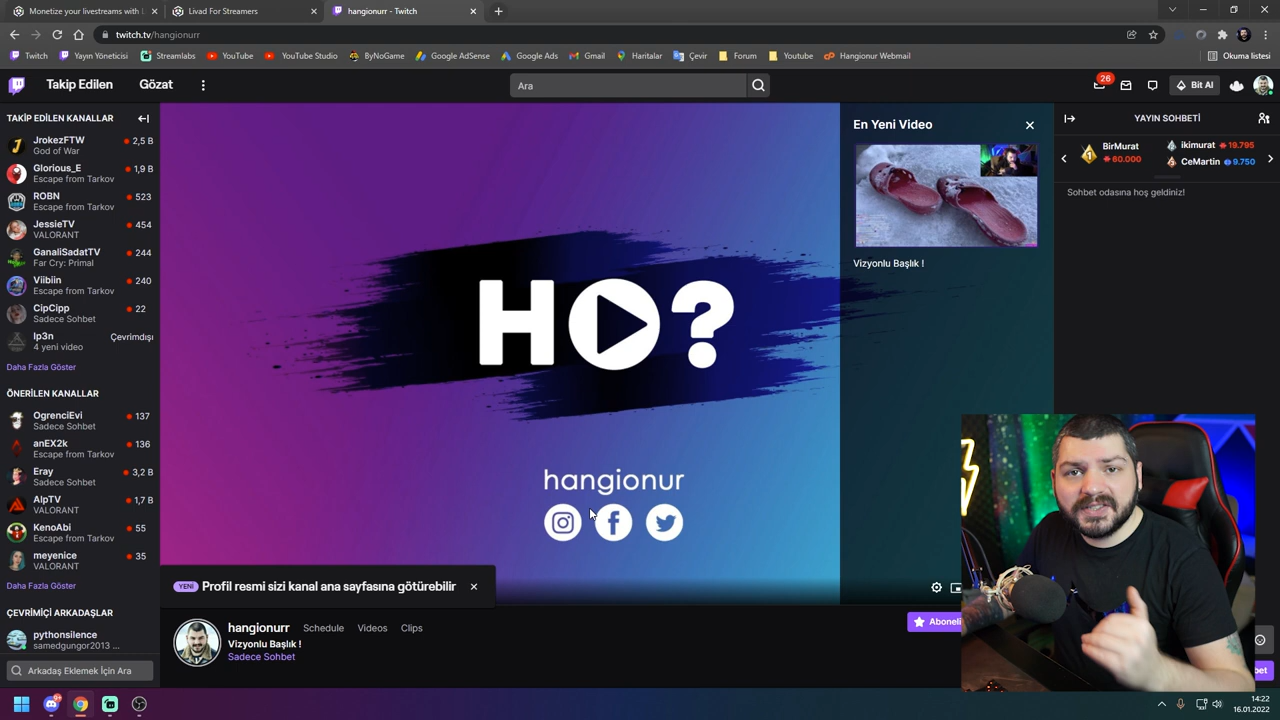 Monetize your livestreams with L
Livad For Streamers
hangionurr - Twitch
twitch.tv/hangionurr
Twitch
Yayın Yöneticisi
Streamlabs
YouTube
YouTube Studio
ByNoGame
Google AdSense
Google Ads
Gmail
Haritalar
Çevir
Forum
Youtube
Hangionur Webmail
Okuma listesi
Takip Edilen
Gözat
Ara
26
Bit Al
TAKİP EDİLEN KANALLAR
JrokezFTW
2,5 B
God of War
Glorious_E
1,9 B
Escape from Tarkov
ROBN
523
Escape from Tarkov
JessieTV
454
VALORANT
GanaliSadatTV
244
Far Cry: Primal
Viibiin
240
Escape from Tarkov
CipCipp
22
Sadece Sohbet
lp3n
Çevrimdışı
4 yeni video
Daha Fazla Göster
ÖNERİLEN KANALLAR
OgrenciEvi
137
Sadece Sohbet
anEX2k
136
Escape from Tarkov
Eray
3,2 B
Sadece Sohbet
AlpTV
1,7 B
VALORANT
KenoAbi
55
Escape from Tarkov
meyenice
35
VALORANT
Daha Fazla Göster
ÇEVRİMİÇİ ARKADAŞLAR
pythonsilence
samedgungor2013 ...
Arkadaş Eklemek İçin Ara
HO?
hangionur
En Yeni Video
Vizyonlu Başlık !
YENİ
Profil resmi sizi kanal ana sayfasına götürebilir
hangionurr
Schedule
Videos
Clips
Vizyonlu Başlık !
Sadece Sohbet
Aboneli
YAYIN SOHBETİ
1
BirMurat
60.000
ikimurat
19.795
CeMartin
9.750
Sohbet odasına hoş geldiniz!
bet
14:22
16.01.2022